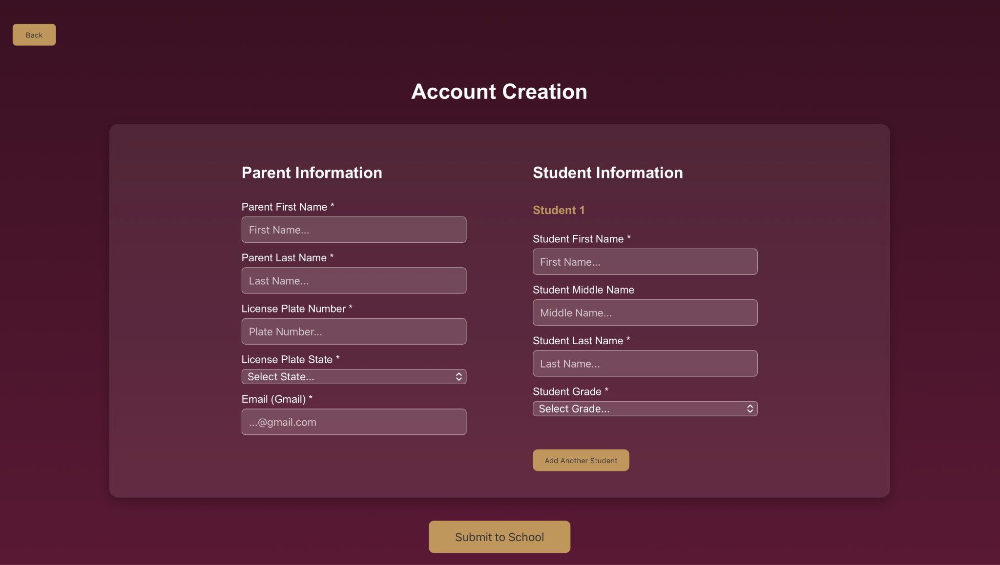 Back
Account Creation
Parent Information
Parent First Name *
First Name...
Parent Last Name *
Last Name...
License Plate Number *
Plate Number...
License Plate State *
Select State...
Email (Gmail) *
...@gmail.com
Student Information
Student 1
Student First Name *
First Name...
Student Middle Name
Middle Name...
Student Last Name *
Last Name...
Student Grade *
Select Grade...
Add Another Student
Submit to School